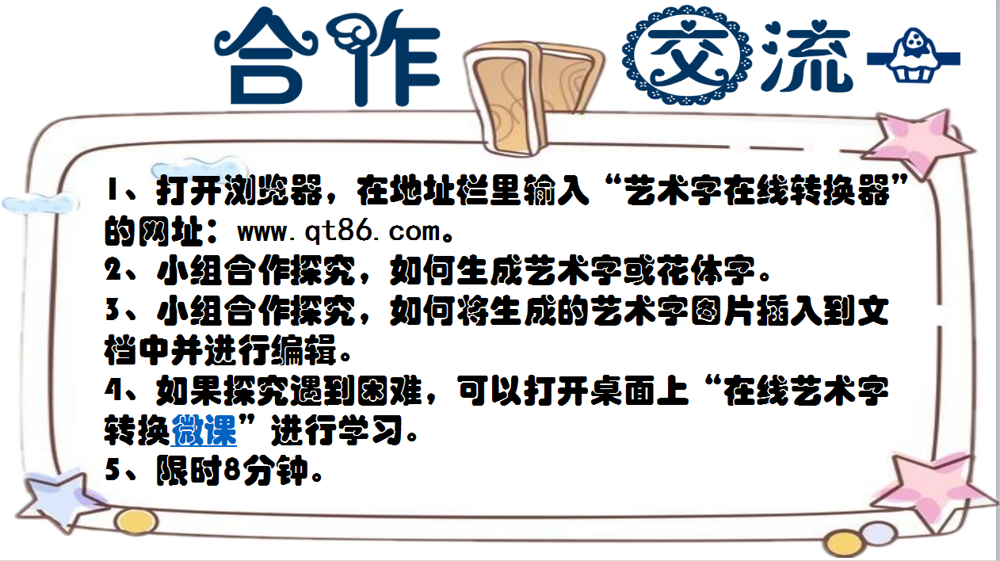 合作 交流
1、打开浏览器，在地址栏里输入“艺术字在线转换器”
的网址：www.qt86.com。
2、小组合作探究，如何生成艺术字或花体字。
3、小组合作探究，如何将生成的艺术字图片插入到文
档中并进行编辑。
4、如果探究遇到困难，可以打开桌面上“在线艺术字
转换微课”进行学习。
5、限时8分钟。